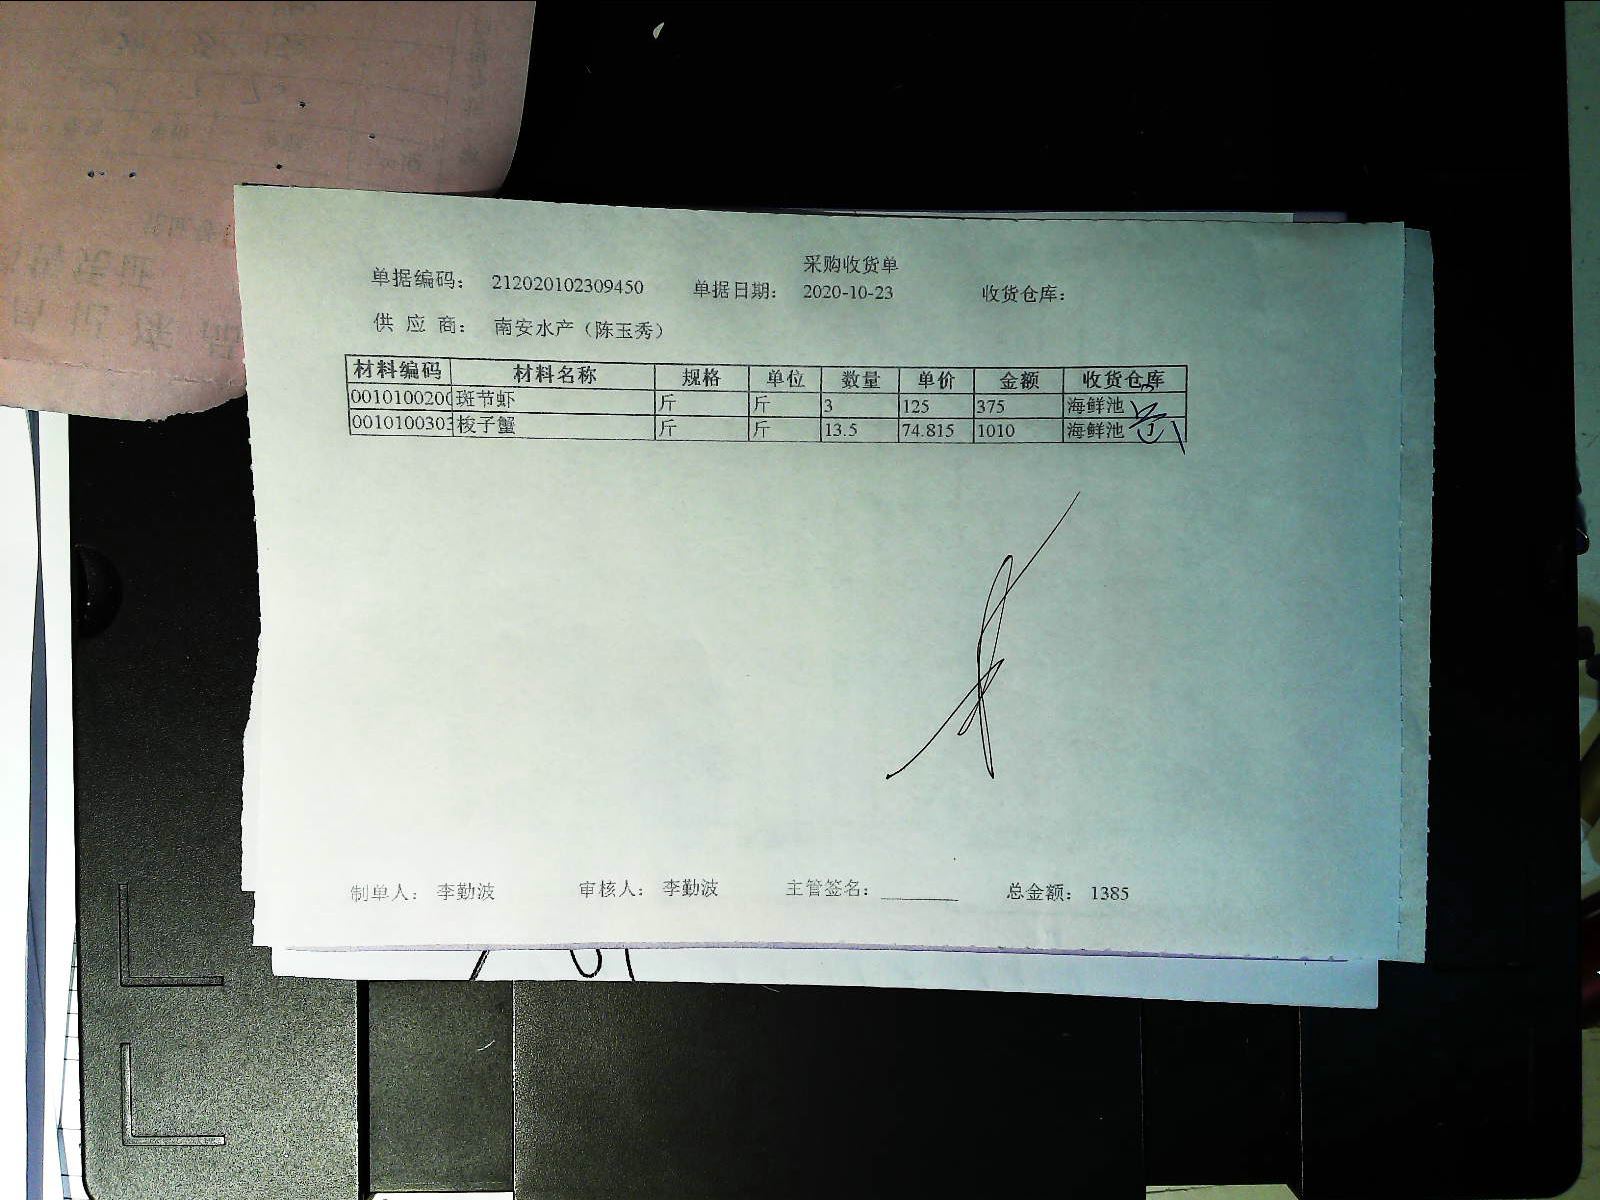 采购收货单
单据编码： 212020102309450 单据日期： 2020-10-23 收货仓库：
供 应 商： 南安水产（陈玉秀）
材料编码 材料名称 规格 单位 数量 单价 金额 收货仓库
0010100200 斑节虾 斤 斤 3 125 375 海鲜池
0010100303 梭子蟹 斤 斤 13.5 74.815 1010 海鲜池
制单人： 李勤波 审核人： 李勤波 主管签名： 总金额： 1385